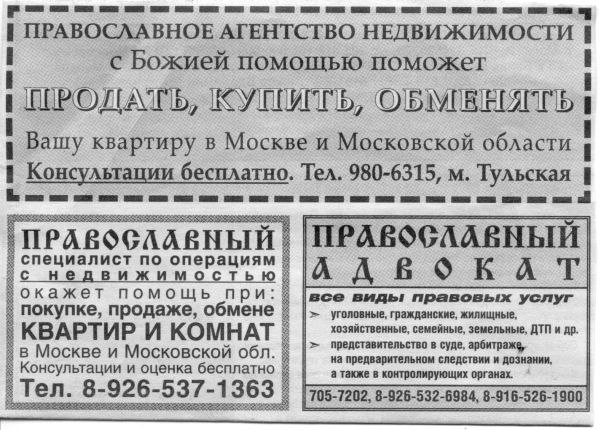 ПРАВОСЛАВНОЕ АГЕНТСТВО НЕДВИЖИМОСТИ
с Божией помощью поможет
ПРОДАТЬ, КУПИТЬ, ОБМЕНЯТЬ
Вашу квартиру в Москве и Московской области
Консультации бесплатно. Тел. 980-6315, м. Тульская
ПРАВОСЛАВНЫЙ
специалист по операциям
с недвижимостью
окажет помощь при:
покупке, продаже, обмене
КВАРТИР И КОМНАТ
в Москве и Московской обл.
Консультации и оценка бесплатно
Тел. 8-926-537-1363
ПРАВОСЛАВНЫЙ
АДВОКАТ
все виды правовых услуг
➢ уголовные, гражданские, жилищные,
хозяйственные, семейные, земельные, ДТП и др.
➢ представительство в суде, арбитраже,
на предварительном следствии и дознании,
а также в контролирующих органах.
705-7202, 8-926-532-6984, 8-916-526-1900